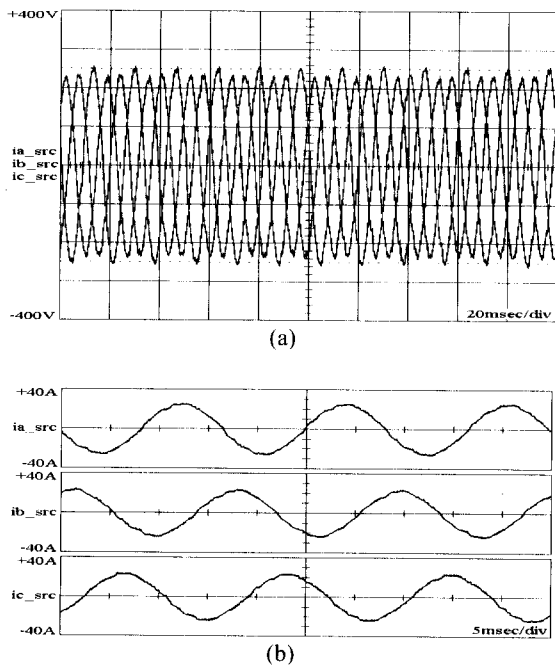 +400V
ia_src
ib_src
ic_src
-400V
20msec/div
(a)
+40A
ia_src
-40A
+40A
ib_src
-40A
+40A
ic_src
-40A
5msec/div
(b)